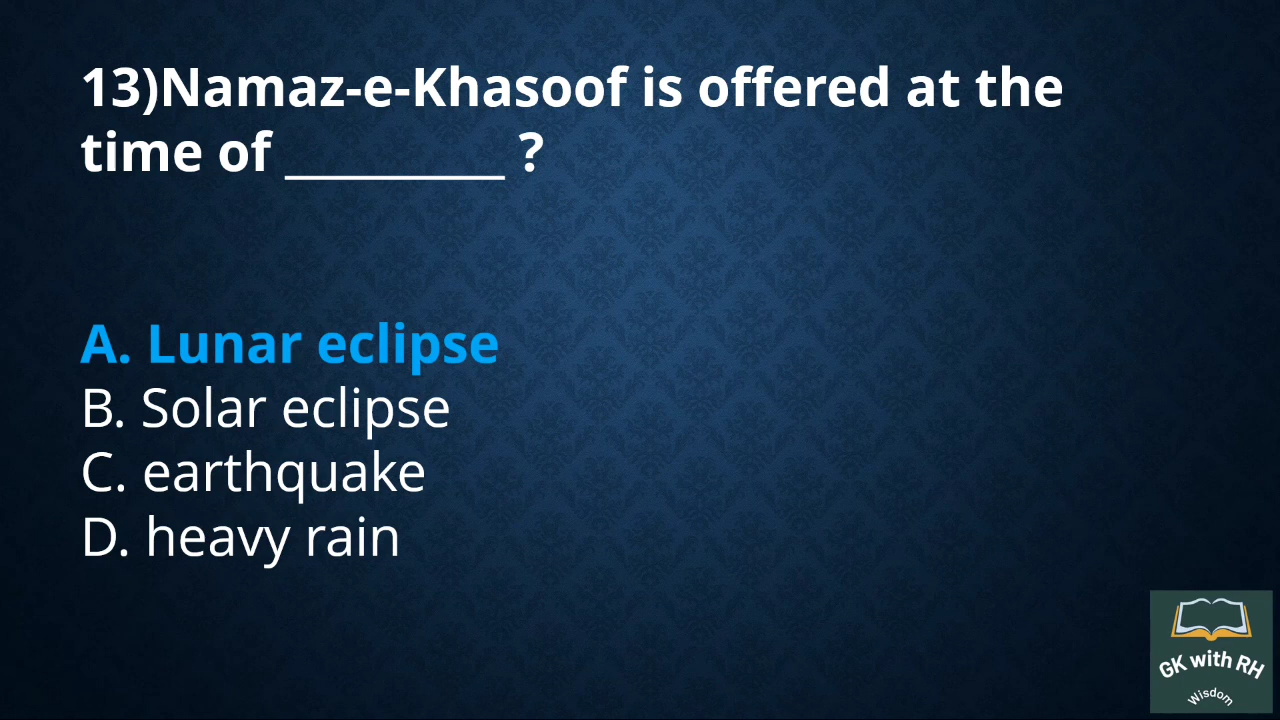 13)Namaz-e-Khasoof is offered at the
time of _________ ?
A. Lunar eclipse
B. Solar eclipse
C. earthquake
D. heavy rain
GK with RH
Wisdom